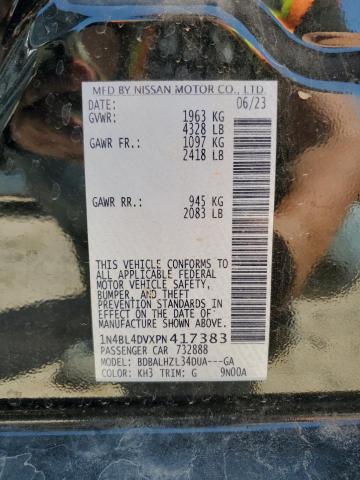 MFD BY NISSAN MOTOR CO., LTD.
DATE: 06/23
GVWR: 1963 KG
4328 LB
GAWR FR.: 1097 KG
2418 LB
GAWR RR.: 945 KG
2083 LB
THIS VEHICLE CONFORMS TO
ALL APPLICABLE FEDERAL
MOTOR VEHICLE SAFETY,
BUMPER, AND THEFT
PREVENTION STANDARDS IN
EFFECT ON THE DATE OF
MANUFACTURE SHOWN ABOVE.
1N4BL4DVXPN417383
PASSENGER CAR 732888
MODEL: BDBALHZL34DUA---GA
COLOR: KH3 TRIM: G 9N00A